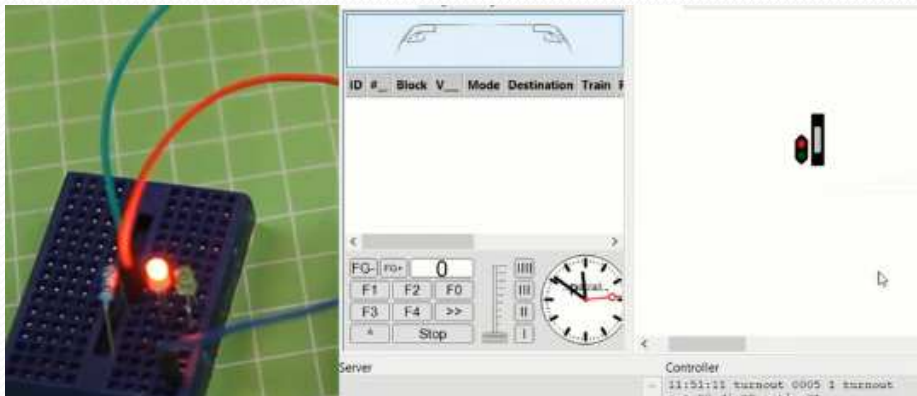 ID #_ Block V__ Mode Destination Train
FG- FG+ 0
F1 F2 F0
F3 F4 >>
^ Stop
IIII
III
II
I
Server
Controller
11:51:11 turnout 0005 1 turnout